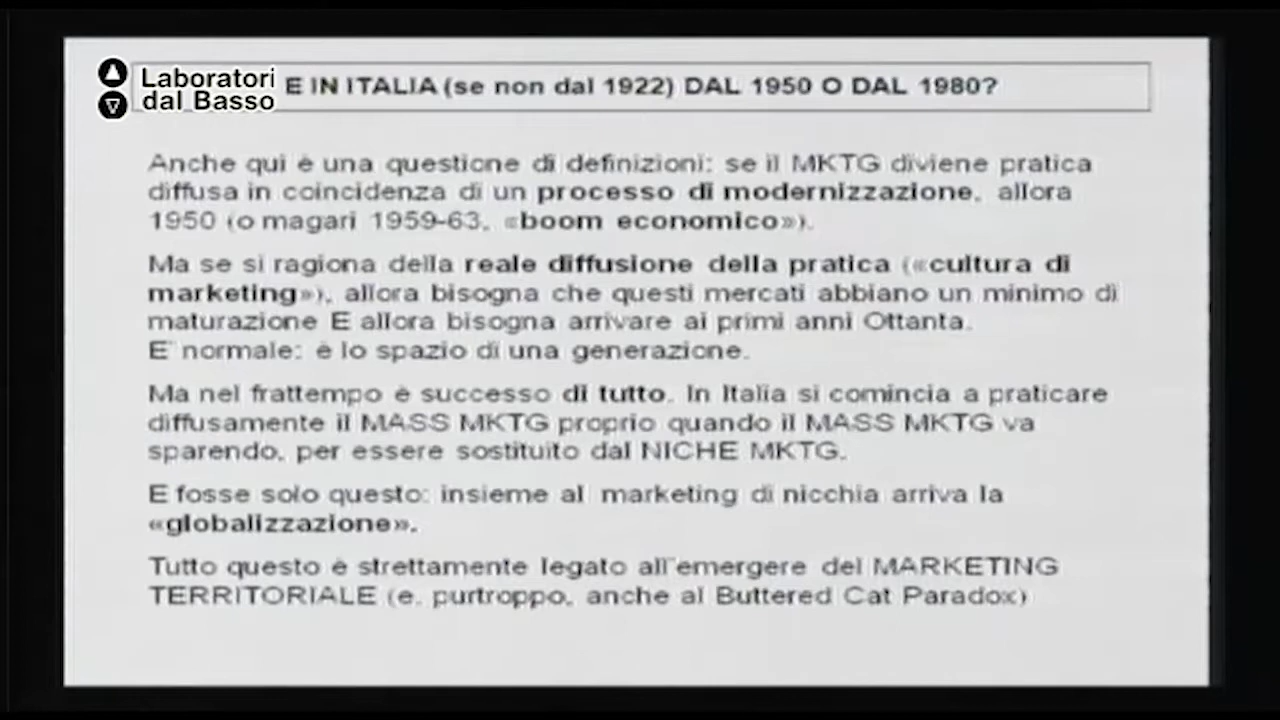 Laboratori
dal Basso
E IN ITALIA (se non dal 1922) DAL 1950 O DAL 1980?
Anche qui è una questione di definizioni: se il MKTG diviene pratica
diffusa in coincidenza di un processo di modernizzazione, allora
1950 (o magari 1959-63, «boom economico»).
Ma se si ragiona della reale diffusione della pratica («cultura di
marketing»), allora bisogna che questi mercati abbiano un minimo di
maturazione E allora bisogna arrivare ai primi anni Ottanta.
E' normale: è lo spazio di una generazione.
Ma nel frattempo è successo di tutto. In Italia si comincia a praticare
diffusamente il MASS MKTG proprio quando il MASS MKTG va
sparendo, per essere sostituito dal NICHE MKTG.
E fosse solo questo: insieme al marketing di nicchia arriva la
«globalizzazione».
Tutto questo è strettamente legato all'emergere del MARKETING
TERRITORIALE (e, purtroppo, anche al Buttered Cat Paradox)